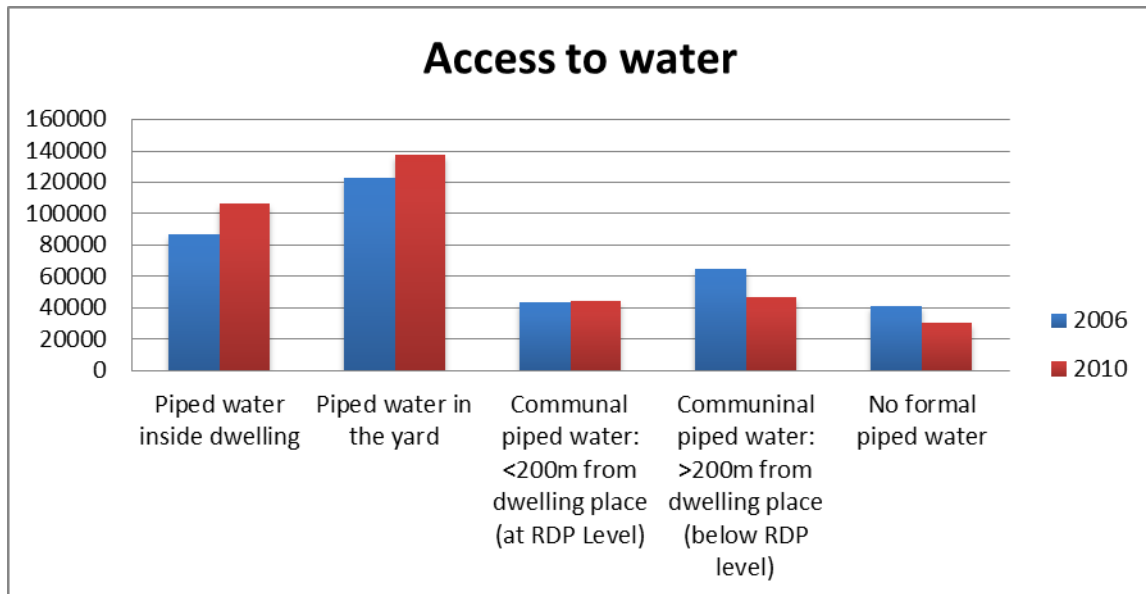 Access to water
160000
140000
120000
100000
80000
60000
40000
20000
0
Piped water
inside dwelling
Piped water in
the yard
Communal
piped water:
<200m from
dwelling place
(at RDP Level)
Communinal
piped water:
>200m from
dwelling place
(below RDP
level)
No formal
piped water
2006
2010